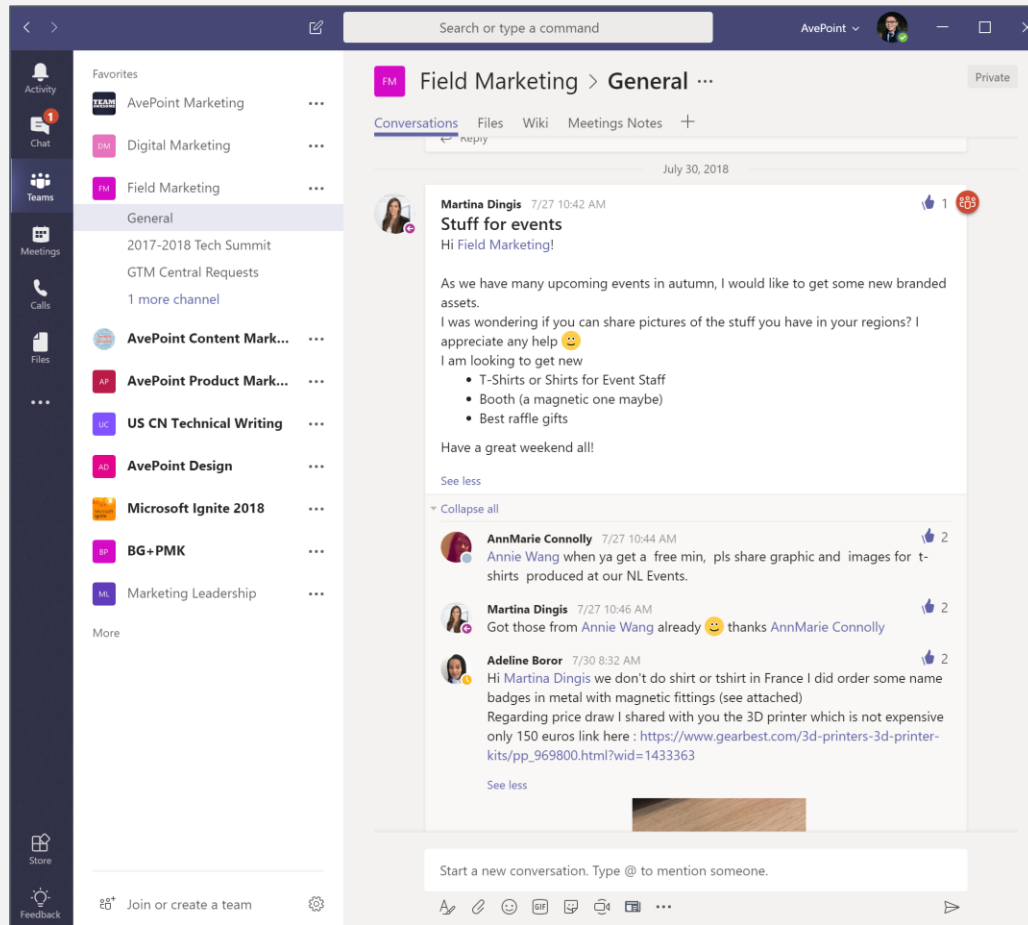 Search or type a command
AvePoint
Activity
1
Chat
Teams
Meetings
Calls
Files
Store
Feedback
Favorites
TEAM AWESOME
AvePoint Marketing
DM
Digital Marketing
FM
Field Marketing
General
2017-2018 Tech Summit
GTM Central Requests
1 more channel
AvePoint Content Mark...
AP
AvePoint Product Mark...
UC
US CN Technical Writing
AD
AvePoint Design
Microsoft Ignite 2018
BP
BG+PMK
ML
Marketing Leadership
More
Join or create a team
FM
Field Marketing > General ...
Private
Conversations Files Wiki Meetings Notes +
Reply
July 30, 2018
Martina Dingis 7/27 10:42 AM
1
Stuff for events
Hi Field Marketing!
As we have many upcoming events in autumn, I would like to get some new branded
assets.
I was wondering if you can share pictures of the stuff you have in your regions? I
appreciate any help
I am looking to get new
• T-Shirts or Shirts for Event Staff
• Booth (a magnetic one maybe)
• Best raffle gifts
Have a great weekend all!
See less
Collapse all
AnnMarie Connolly 7/27 10:44 AM
2
Annie Wang when ya get a free min, pls share graphic and images for t-
shirts produced at our NL Events.
Martina Dingis 7/27 10:46 AM
2
Got those from Annie Wang already thanks AnnMarie Connolly
Adeline Boror 7/30 8:32 AM
2
Hi Martina Dingis we don't do shirt or tshirt in France I did order some name
badges in metal with magnetic fittings (see attached)
Regarding price draw I shared with you the 3D printer which is not expensive
only 150 euros link here : https://www.gearbest.com/3d-printers-3d-printer-
kits/pp_969800.html?wid=1433363
See less
Start a new conversation. Type @ to mention someone.
GIF